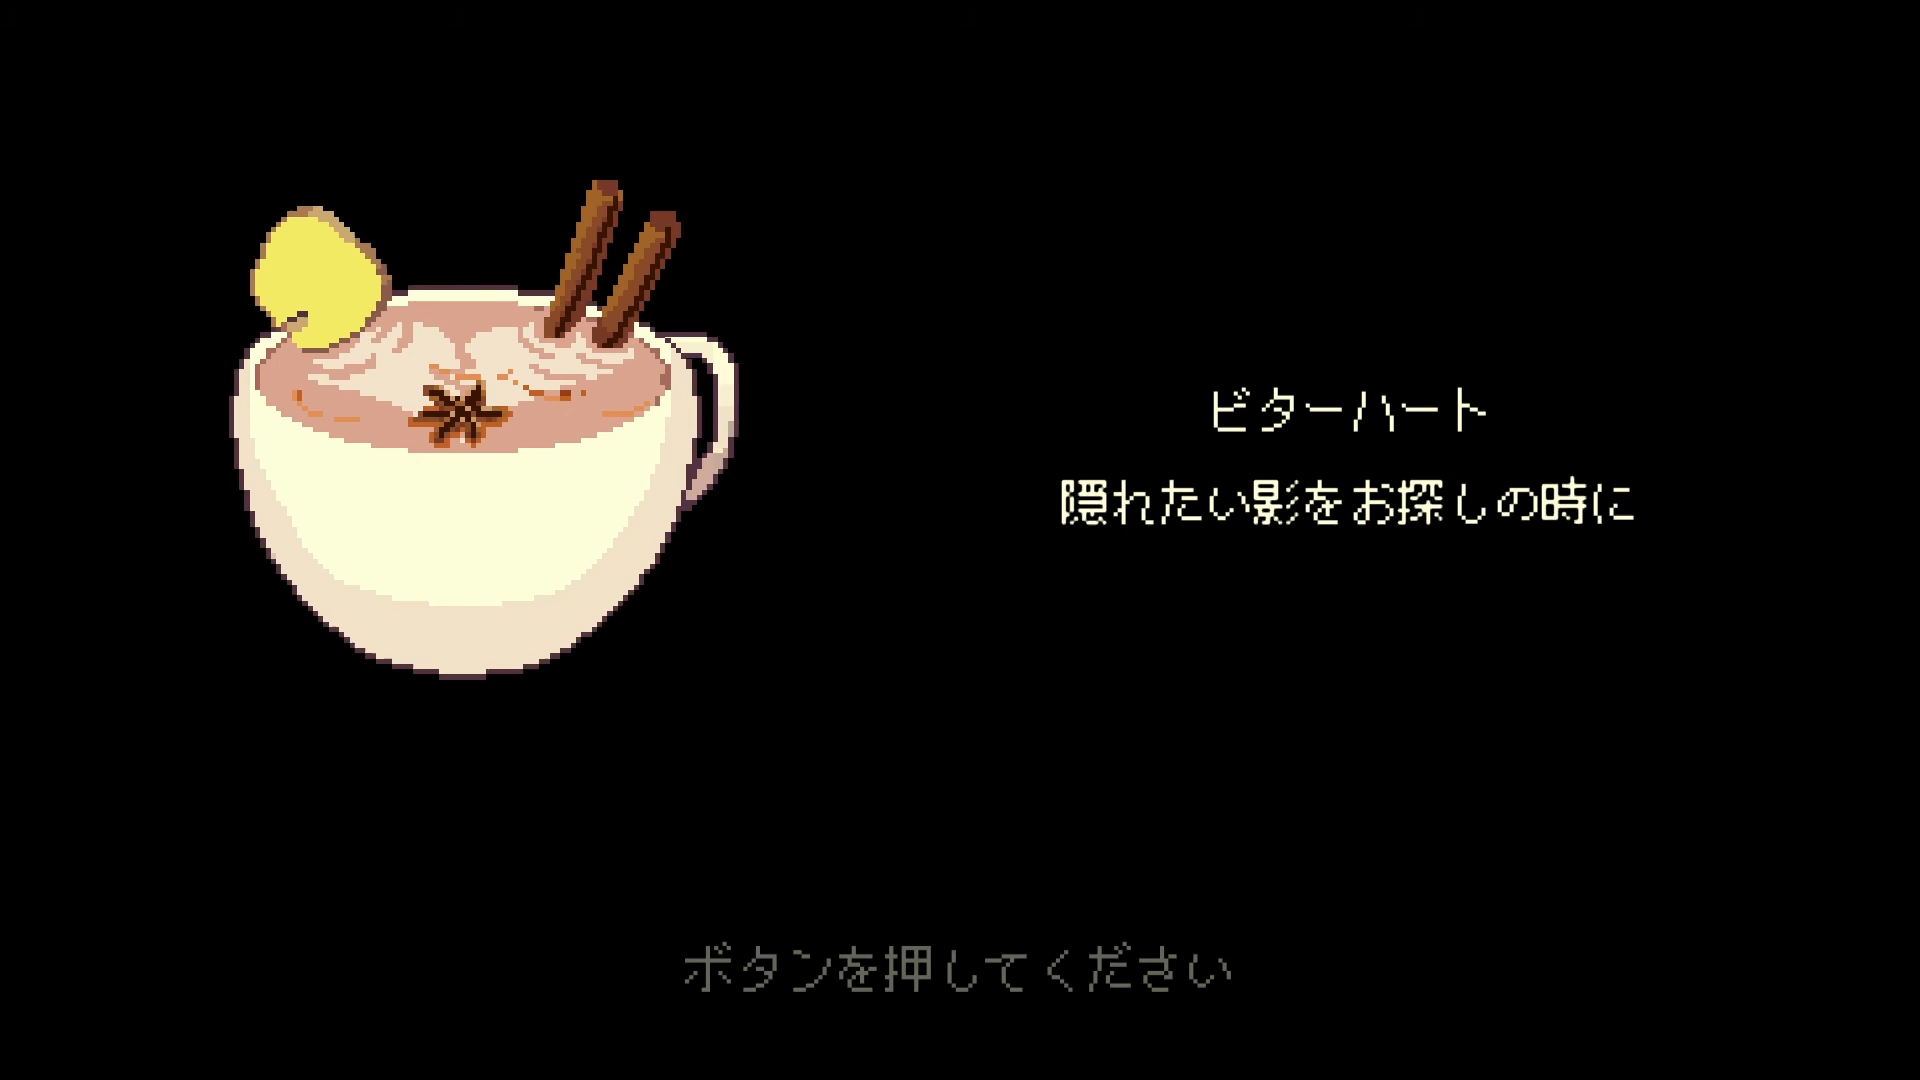 ビターハート
隠れたい影をお探しの時に
ボタンを押してください